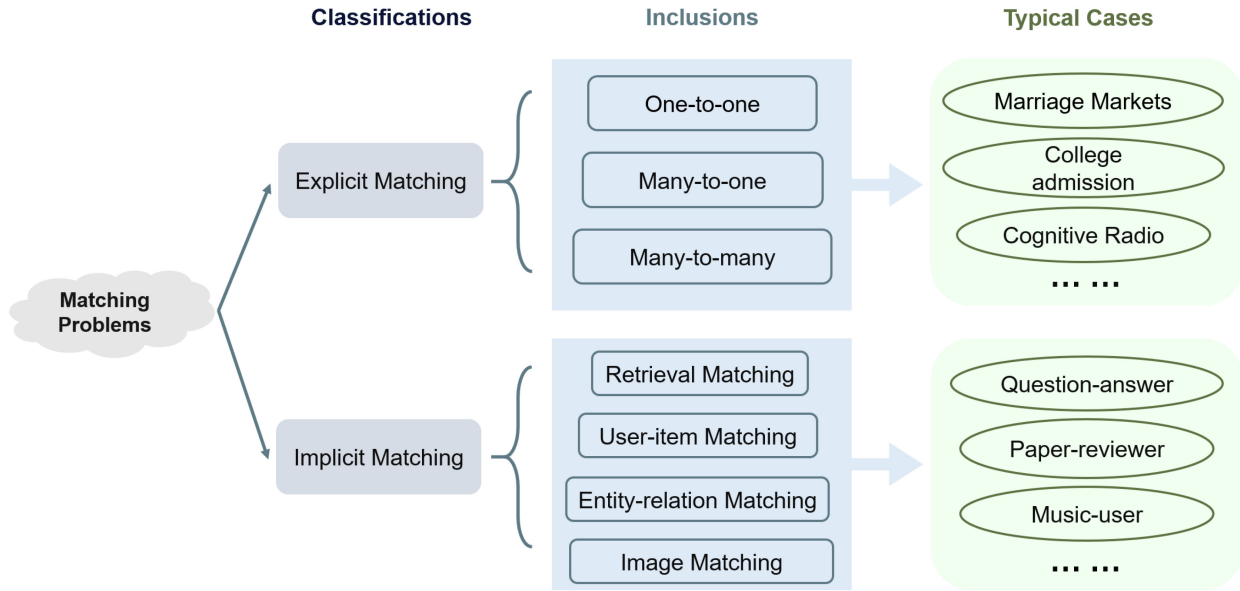 Classifications
Inclusions
Typical Cases
Matching
Problems
Explicit Matching
One-to-one
Many-to-one
Many-to-many
Marriage Markets
College
admission
Cognitive Radio
... ...
Implicit Matching
Retrieval Matching
User-item Matching
Entity-relation Matching
Image Matching
Question-answer
Paper-reviewer
Music-user
... ...